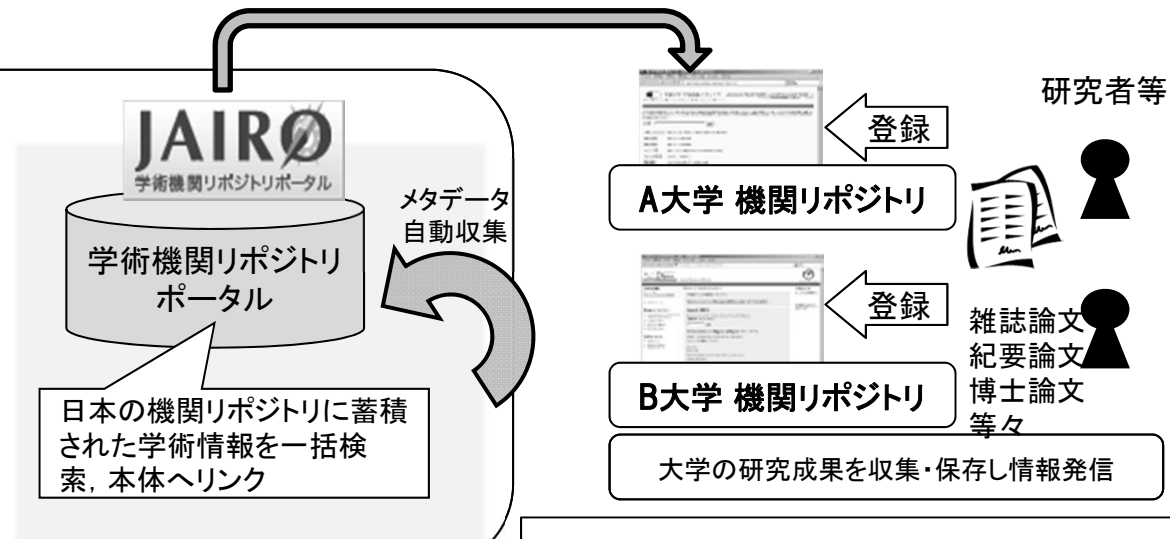 JAIRO
学術機関リポジトリポータル
学術機関リポジトリ
ポータル
メタデータ
自動収集
日本の機関リポジトリに蓄積
された学術情報を一括検
索，本体へリンク
研究者等
登録
A大学 機関リポジトリ
登録
B大学 機関リポジトリ
雑誌論文
紀要論文
博士論文
等々
大学の研究成果を収集・保存し情報発信